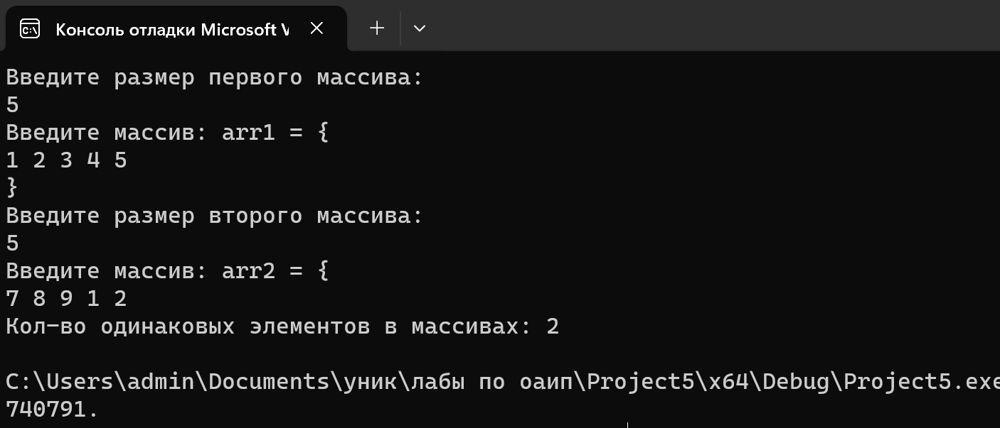 Консоль отладки Microsoft V
Введите размер первого массива:
5
Введите массив: arr1 = {
1 2 3 4 5
}
Введите размер второго массива:
5
Введите массив: arr2 = {
7 8 9 1 2
Кол-во одинаковых элементов в массивах: 2
C:\Users\admin\Documents\уник\лабы по оаип\Project5\x64\Debug\Project5.exe
740791.